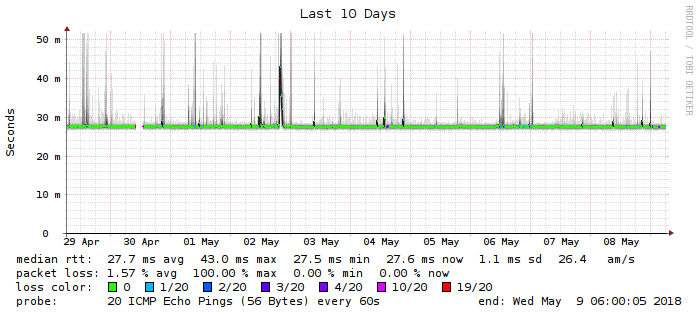 Last 10 Days
RRDTOOL / TOBI OETIKER
Seconds
50 m
40 m
30 m
20 m
10 m
0
29 Apr 30 Apr 01 May 02 May 03 May 04 May 05 May 06 May 07 May 08 May
median rtt: 27.7 ms avg 43.0 ms max 27.5 ms min 27.6 ms now 1.1 ms sd 26.4 am/s
packet loss: 1.57 % avg 100.00 % max 0.00 % min 0.00 % now
loss color: 0 1/20 2/20 3/20 4/20 10/20 19/20
probe: 20 ICMP Echo Pings (56 Bytes) every 60s end: Wed May 9 06:00:05 2018